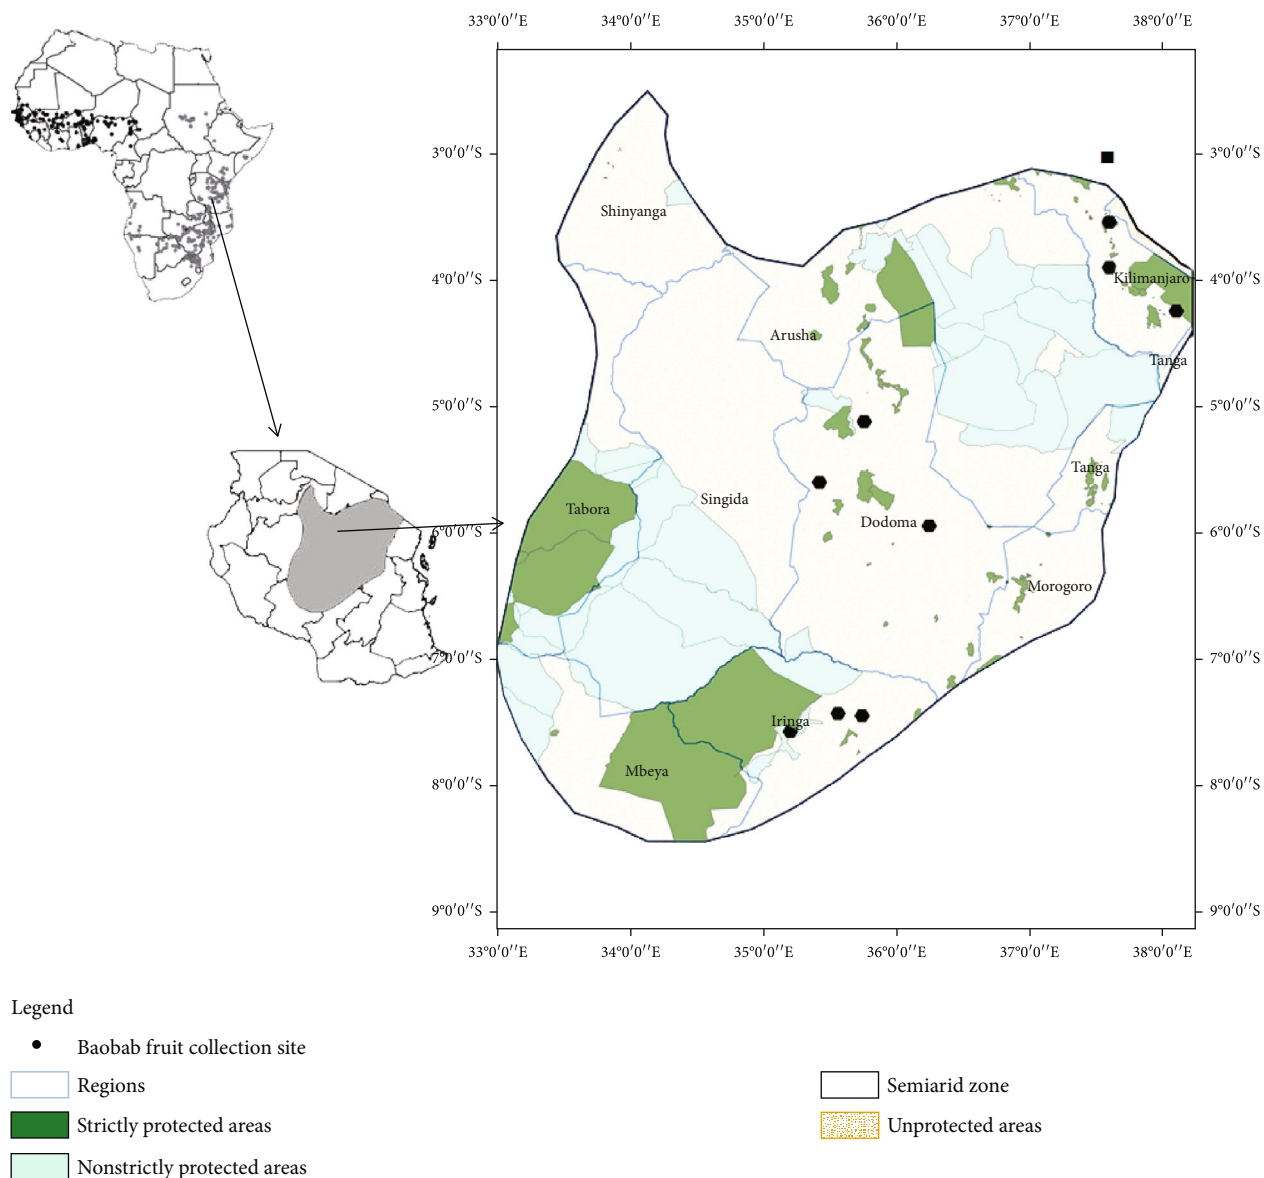 33°0′0′′E 34°0′0′′E 35°0′0′′E 36°0′0′′E 37°0′0′′E 38°0′0′′E
3°0′0′′S 3°0′0′′S
Shinyanga
4°0′0′′S Kilimanjaro 4°0′0′′S
Arusha
Tanga
5°0′0′′S 5°0′0′′S
Tanga
Singida
Tabora
Dodoma
6°0′0′′S 6°0′0′′S
Morogoro
7°0′0′′S 7°0′0′′S
Iringa
Mbeya
8°0′0′′S 8°0′0′′S
9°0′0′′S 9°0′0′′S
33°0′0′′E 34°0′0′′E 35°0′0′′E 36°0′0′′E 37°0′0′′E 38°0′0′′E
Legend
Baobab fruit collection site
Regions
Strictly protected areas
Nonstrictly protected areas
Semiarid zone
Unprotected areas